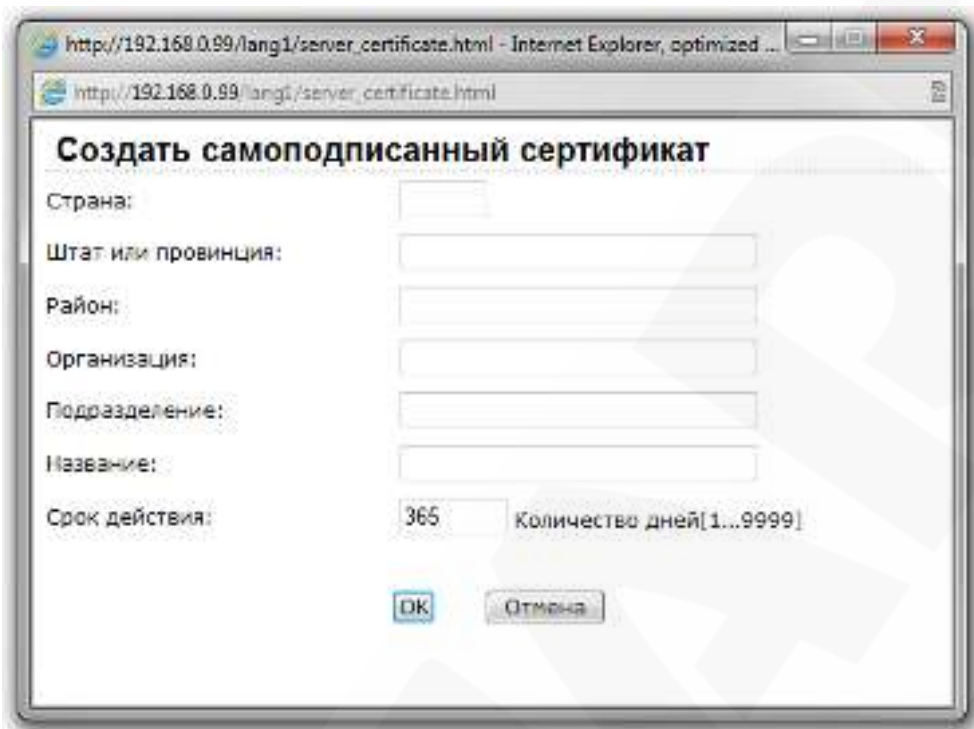 http://192.168.0.99/lang1/server_certificate.html - Internet Explorer, optimized ...
http://192.168.0.99/lang1/server_certificate.html
Создать самоподписанный сертификат
Страна:
Штат или провинция:
Район:
Организация:
Подразделение:
Название:
Срок действия: 365 Количество дней[1...9999]
OK Отмена